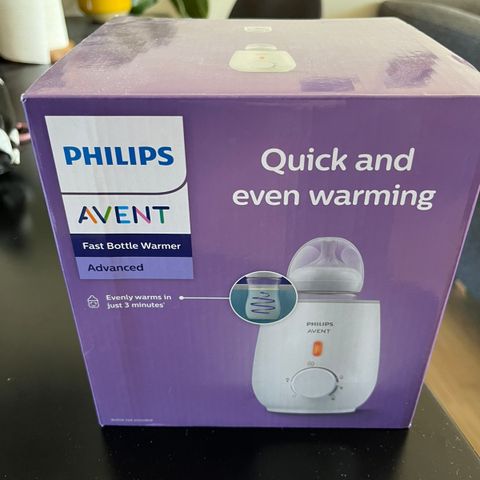 PHILIPS
AVENT
Fast Bottle Warmer
Advanced
Quick and
even warming
Evenly warms in
just 3 minutes*
PHILIPS
AVENT